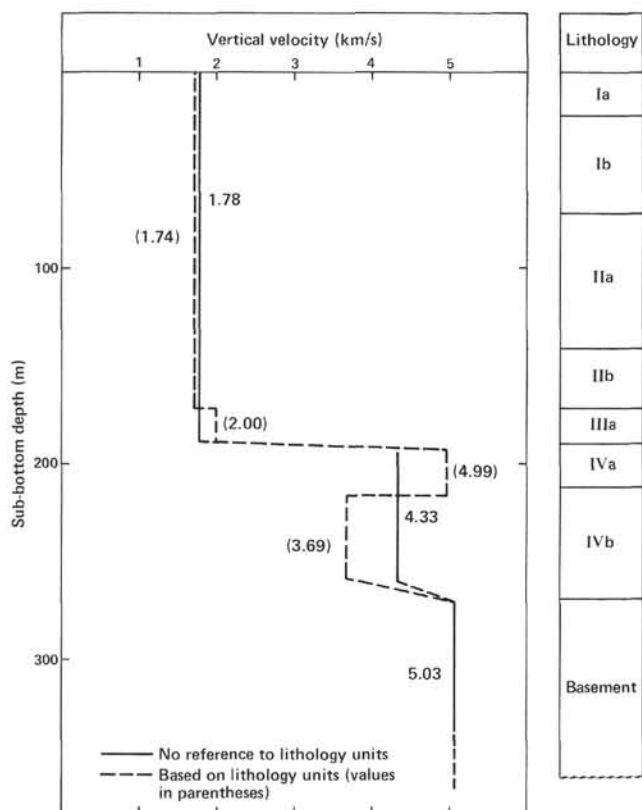 Vertical velocity (km/s)
Lithology
1 2 3 4 5
Ia
Ib
1.78
(1.74)
100
IIa
IIb
(2.00)
IIIa
200
(4.99)
IVa
4.33
(3.69)
IVb
Sub-bottom depth (m)
300
5.03
Basement
No reference to lithology units
Based on lithology units (values
in parentheses)